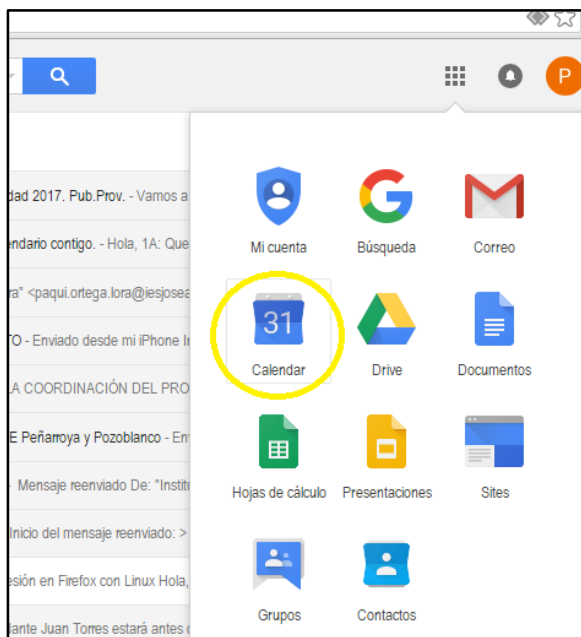 P
dad 2017. Pub.Prov. - Vamos a
endario contigo. - Hola, 1A: Que
ra" <paqui.ortega.lora@iesjosea
TO - Enviado desde mi iPhone In
LA COORDINACIÓN DEL PRO
E Peñarroya y Pozoblanco - En
- Mensaje reenviado De: "Institu
Inicio del mensaje reenviado: >
esión en Firefox con Linux Hola,
lante Juan Torres estará antes
Mi cuenta
Búsqueda
Correo
31
Calendar
Drive
Documentos
Hojas de cálculo
Presentaciones
Sites
Grupos
Contactos